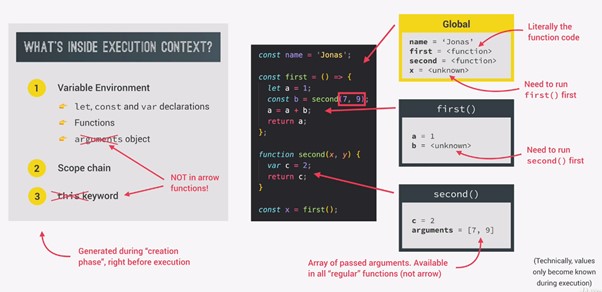 WHAT'S INSIDE EXECUTION CONTEXT?
1 Variable Environment
let, const and var declarations
Functions
arguments object
2 Scope chain
3 this keyword
NOT in arrow
functions!
Generated during "creation
phase", right before execution
const name = 'Jonas';
const first = () => {
let a = 1;
const b = second(7, 9);
a = a + b;
return a;
};
function second(x, y) {
var c = 2;
return c;
}
const x = first();
Array of passed arguments. Available
in all "regular" functions (not arrow)
Global
name = 'Jonas'
first = <function>
second = <function>
x = <unknown>
Literally the
function code
Need to run
first() first
first()
a = 1
b = <unknown>
Need to run
second() first
second()
c = 2
arguments = [7, 9]
(Technically, values
only become known
during execution)